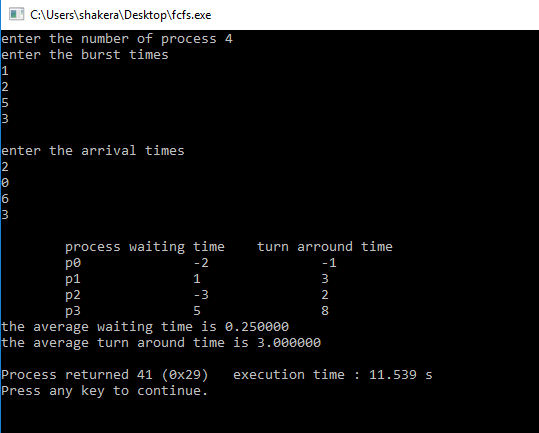 C:\Users\shakera\Desktop\fcfs.exe
enter the number of process 4
enter the burst times
1
2
5
3
enter the arrival times
2
0
6
3
process waiting time turn arround time
p0 -2 -1
p1 1 3
p2 -3 2
p3 5 8
the average waiting time is 0.250000
the average turn around time is 3.000000
Process returned 41 (0x29) execution time : 11.539 s
Press any key to continue.